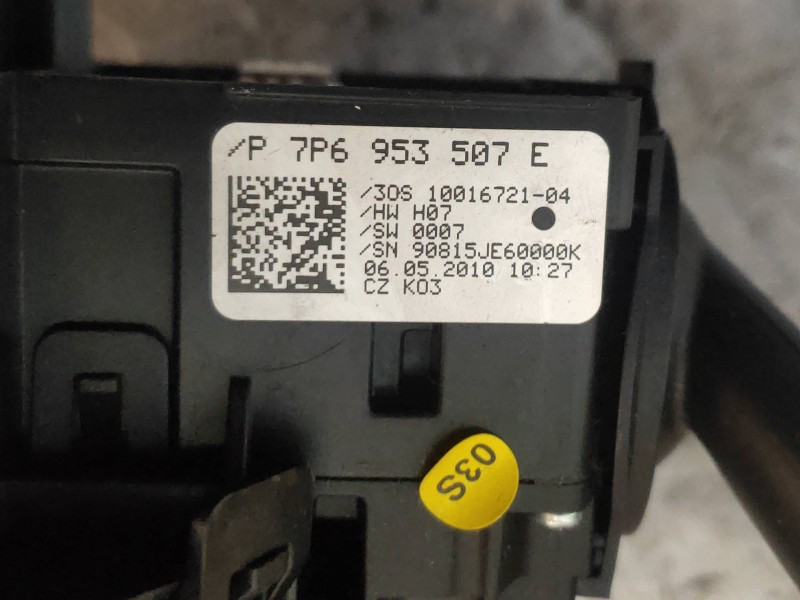 /P 7P6 953 507 E
/3OS 10016721-04
/HW H07
/SW 0007
/SN 90815JE60000K
06.05.2010 10:27
CZ K03
03S